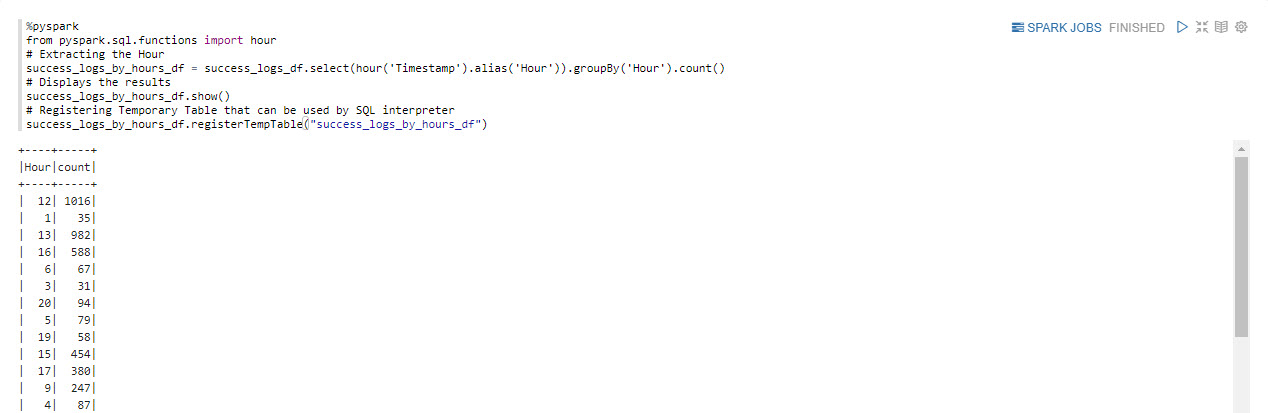 %pyspark
SPARK JOBS FINISHED
from pyspark.sql.functions import hour
# Extracting the Hour
success_logs_by_hours_df = success_logs_df.select(hour('Timestamp').alias('Hour')).groupBy('Hour').count()
# Displays the results
success_logs_by_hours_df.show()
# Registering Temporary Table that can be used by SQL interpreter
success_logs_by_hours_df.registerTempTable("success_logs_by_hours_df")
+----+-----+
|Hour|count|
+----+-----+
|  12| 1016|
|   1|   35|
|  13|  982|
|  16|  588|
|   6|   67|
|   3|   31|
|  20|   94|
|   5|   79|
|  19|   58|
|  15|  454|
|  17|  380|
|   9|  247|
|   4|   87|